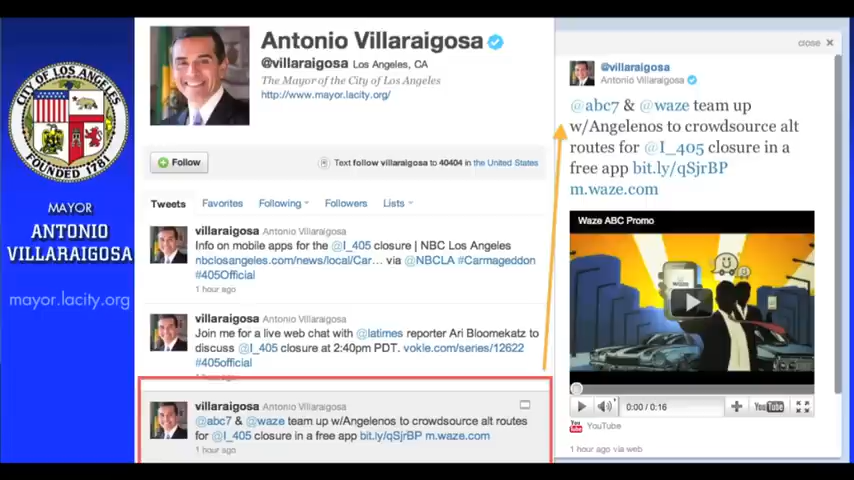 CITY OF LOS ANGELES
FOUNDED 1781
MAYOR
ANTONIO
VILLARAIGOSA
mayor.lacity.org
Antonio Villaraigosa
@villaraigosa Los Angeles, CA
The Mayor of the City of Los Angeles
http://www.mayor.lacity.org/
Follow
Text follow villaraigosa to 40404 in the United States
Tweets Favorites Following Followers Lists
villaraigosa Antonio Villaraigosa
Info on mobile apps for the @I_405 closure | NBC Los Angeles
nbclosangeles.com/news/local/Car... via @NBCLA #Carmageddon
#405Official
1 hour ago
villaraigosa Antonio Villaraigosa
Join me for a live web chat with @latimes reporter Ari Bloomekatz to
discuss @I_405 closure at 2:40pm PDT. vokle.com/series/12622
#405official
villaraigosa Antonio Villaraigosa
@abc7 & @waze team up w/Angelenos to crowdsource alt routes
for @I_405 closure in a free app bit.ly/qSjrBP m.waze.com
1 hour ago
close
@villaraigosa
Antonio Villaraigosa
@abc7 & @waze team up
w/Angelenos to crowdsource alt
routes for @I_405 closure in a
free app bit.ly/qSjrBP
m.waze.com
Waze ABC Promo
waze
0:00 / 0:16
YouTube
You Tube YouTube
1 hour ago via web